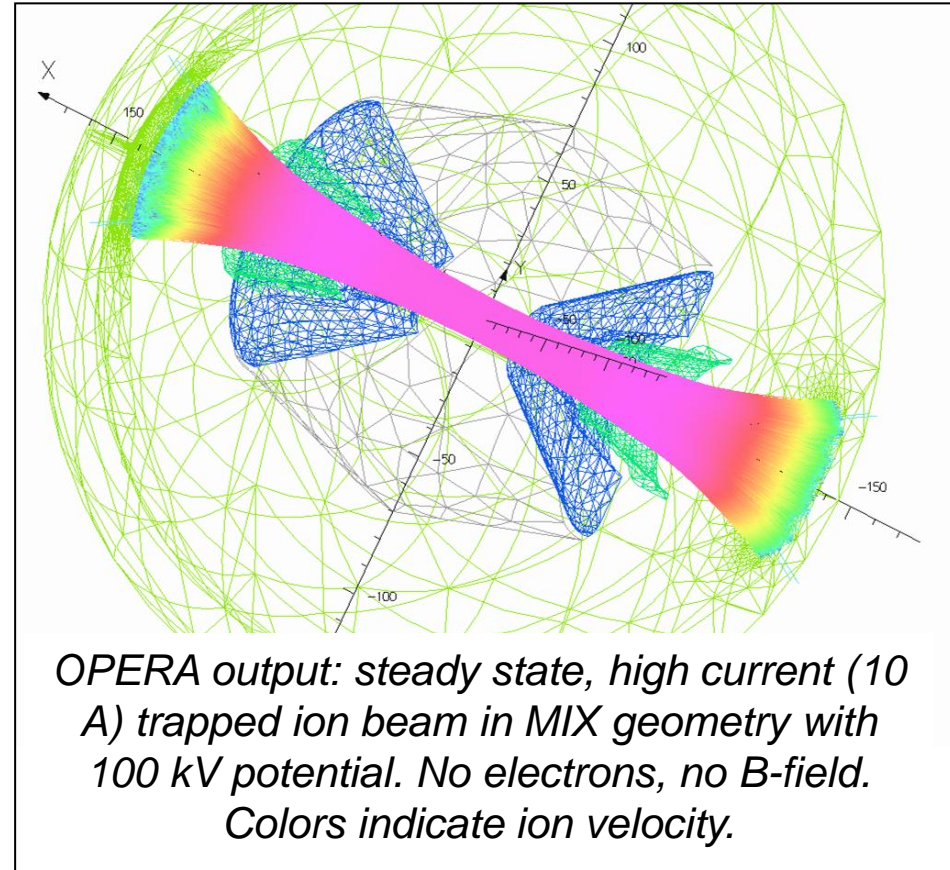 100
X
150
50
Y
-50
-100
-50
-150
-100
OPERA output: steady state, high current (10
A) trapped ion beam in MIX geometry with
100 kV potential. No electrons, no B-field.
Colors indicate ion velocity.